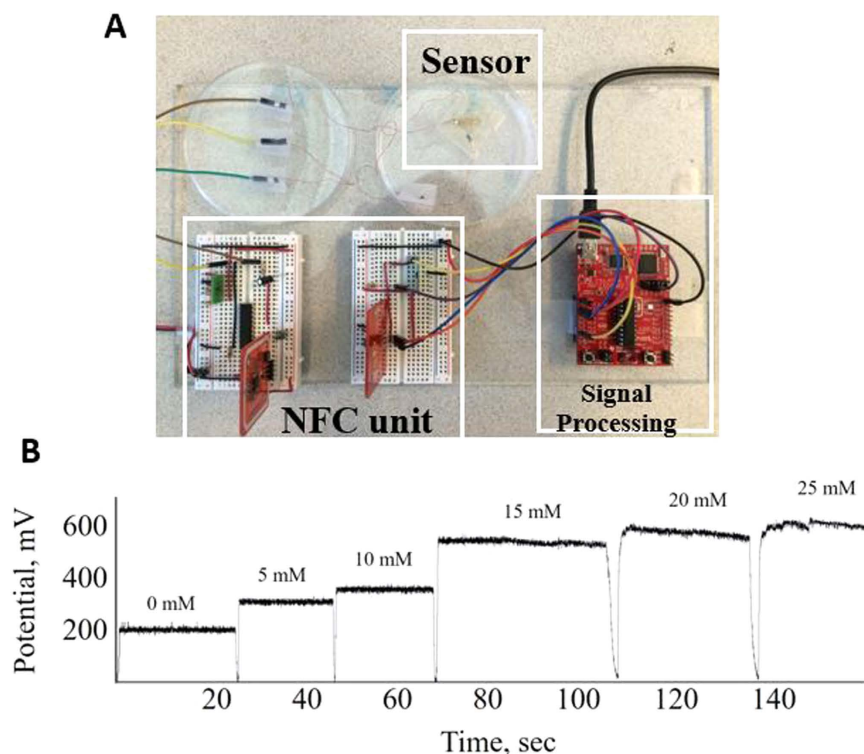 A
Sensor
NFC unit
Signal
Processing
B
Potential, mV
600
400
200
0 mM
5 mM
10 mM
15 mM
20 mM
25 mM
20 40 60 80 100 120 140
Time, sec